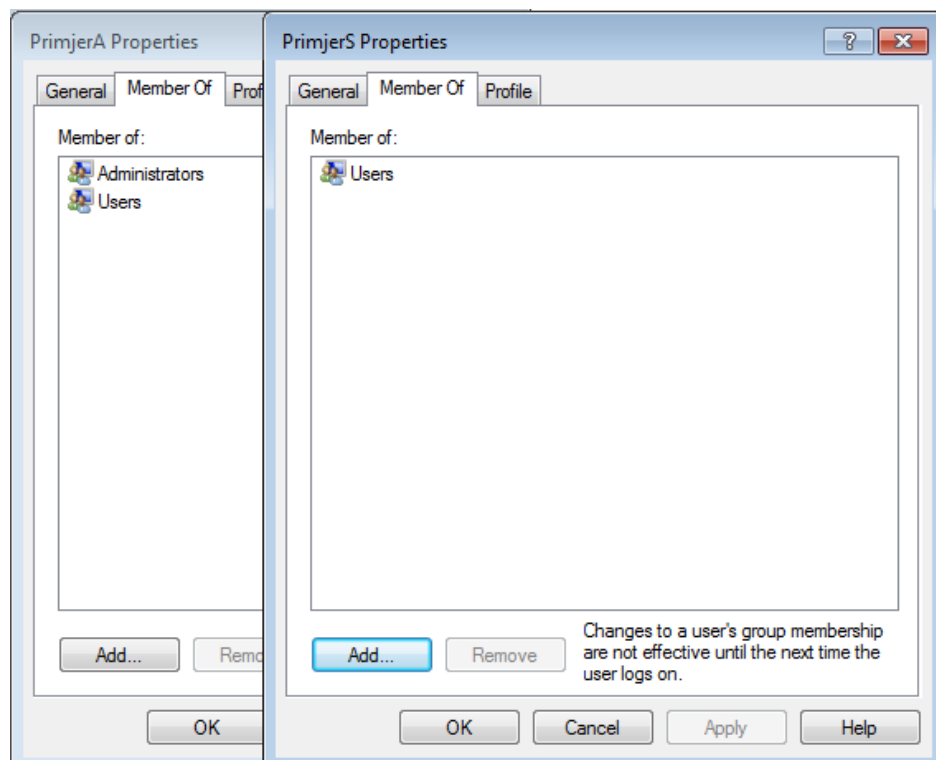 PrimjerA Properties
General Member Of Prof
Member of:
Administrators
Users
Add... Remo
OK
PrimjerS Properties
General Member Of Profile
Member of:
Users
Add... Remove
Changes to a user's group membership
are not effective until the next time the
user logs on.
OK Cancel Apply Help